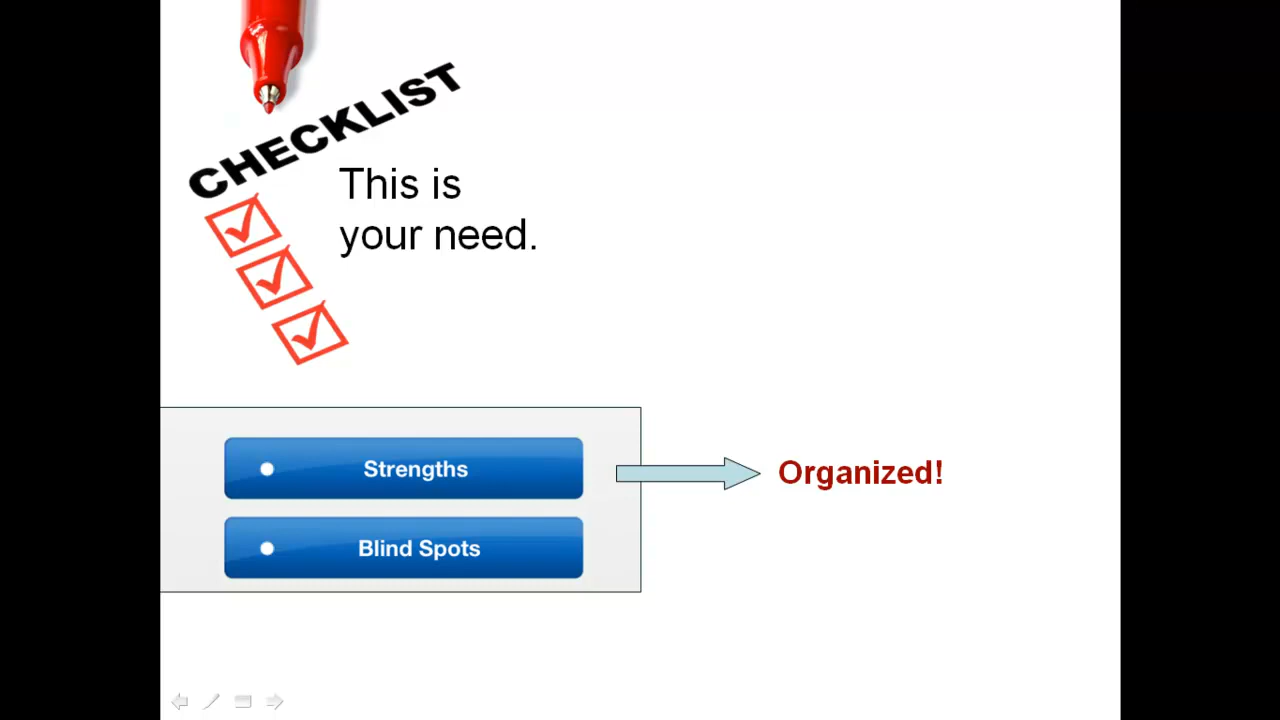 CHECKLIST
This is
your need.
Strengths
Organized!
Blind Spots